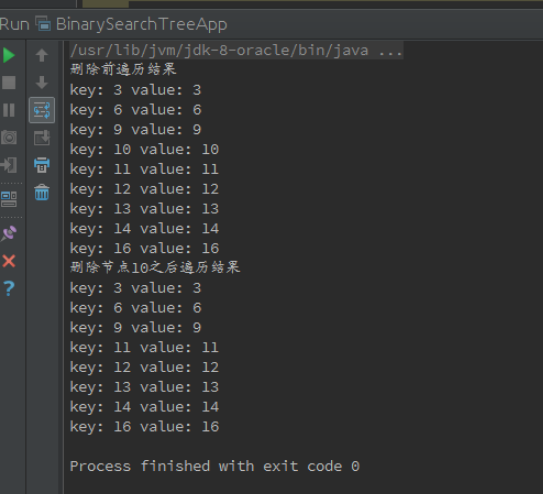 Run BinarySearchTreeApp
/usr/lib/jvm/jdk-8-oracle/bin/java ...
删除前遍历结果
key: 3 value: 3
key: 6 value: 6
key: 9 value: 9
key: 10 value: 10
key: 11 value: 11
key: 12 value: 12
key: 13 value: 13
key: 14 value: 14
key: 16 value: 16
删除节点10之后遍历结果
key: 3 value: 3
key: 6 value: 6
key: 9 value: 9
key: 11 value: 11
key: 12 value: 12
key: 13 value: 13
key: 14 value: 14
key: 16 value: 16
Process finished with exit code 0